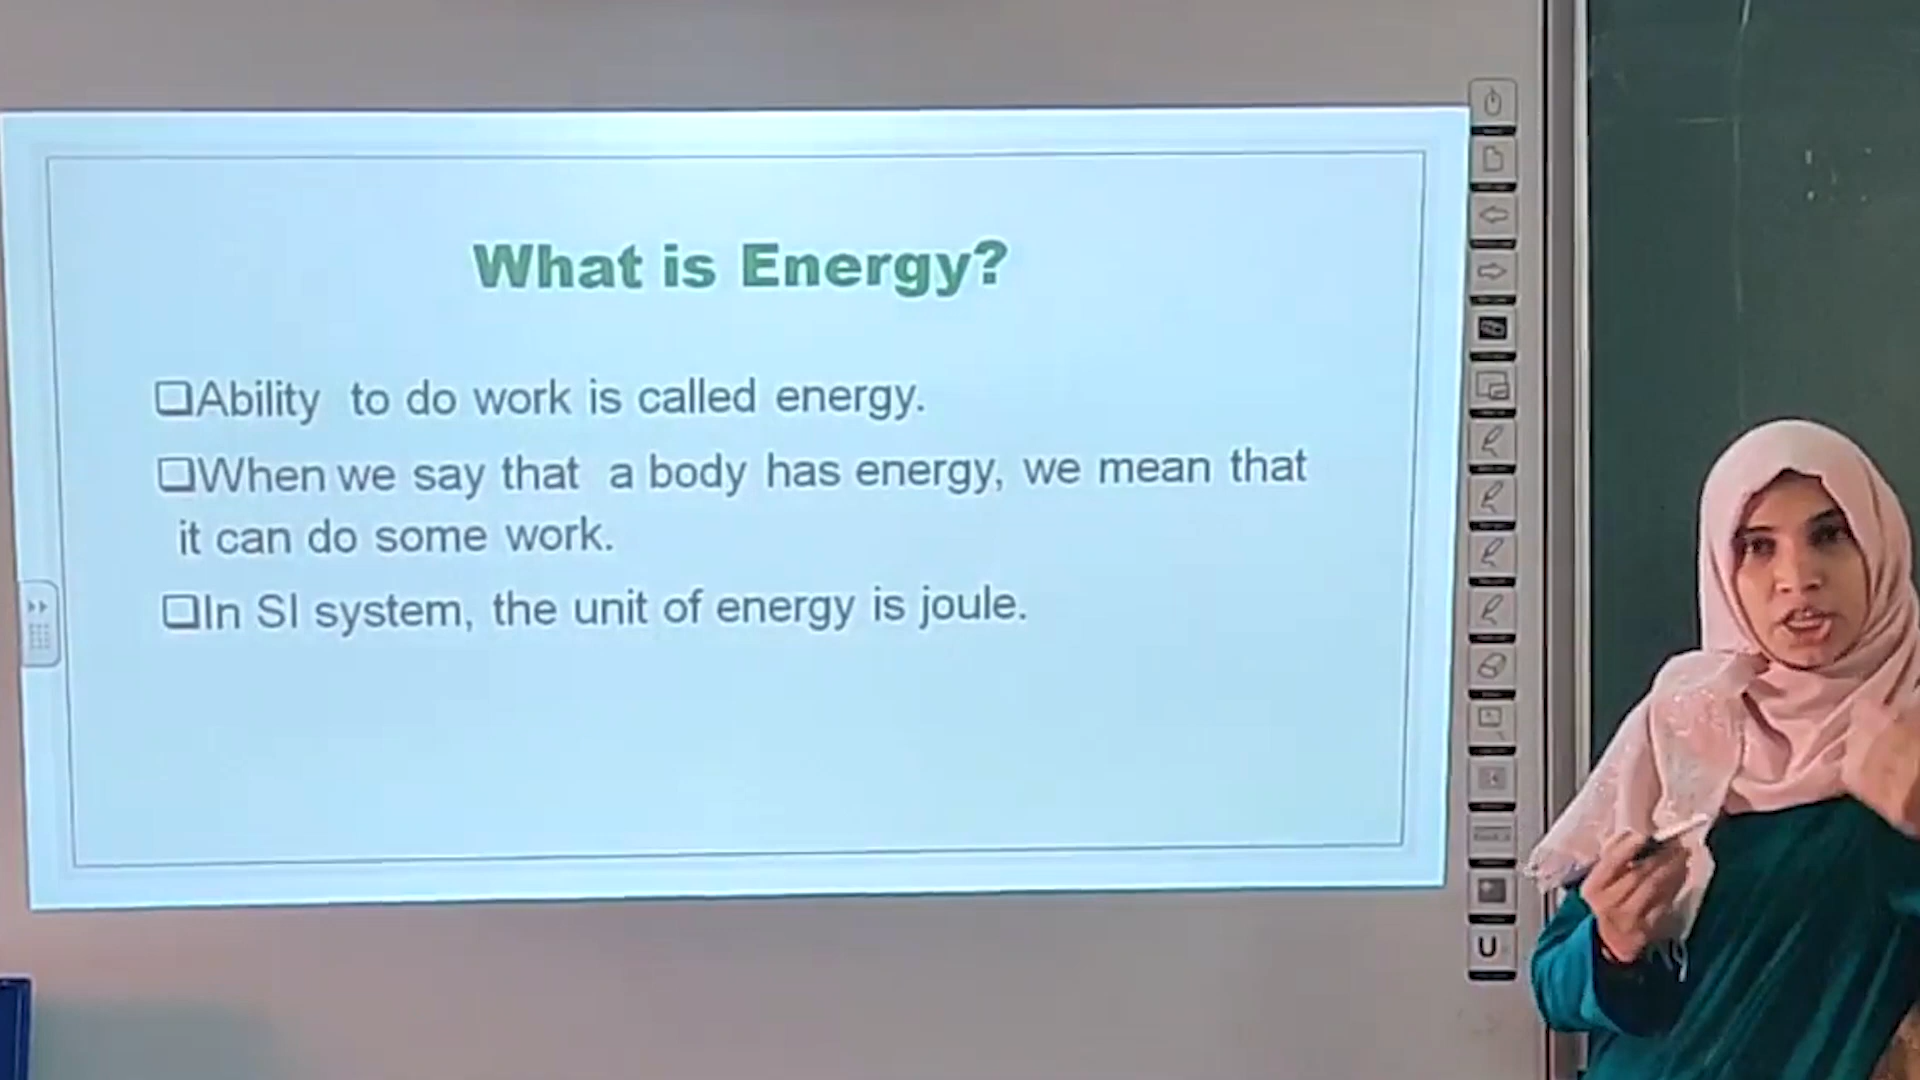 What is Energy?
❑Ability to do work is called energy.
❑When we say that a body has energy, we mean that
it can do some work.
❑In SI system, the unit of energy is joule.
U